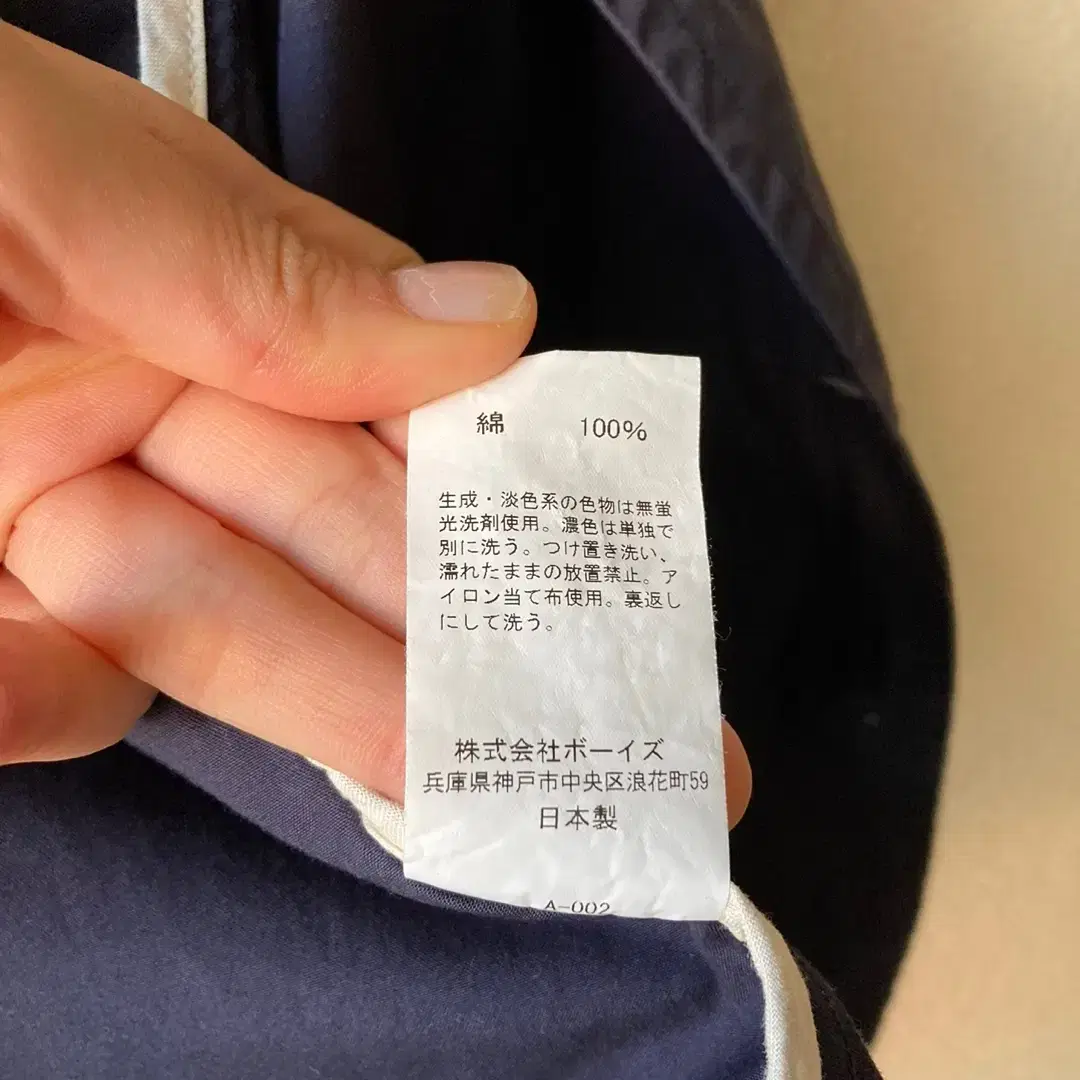 綿 100%
生成・淡色系の色物は無蛍
光洗剤使用。濃色は単独で
別に洗う。つけ置き洗い、
濡れたままの放置禁止。ア
イロン当て布使用。裏返し
にして洗う。
株式会社ボーイズ
兵庫県神戸市中央区浪花町59
日本製
A-002